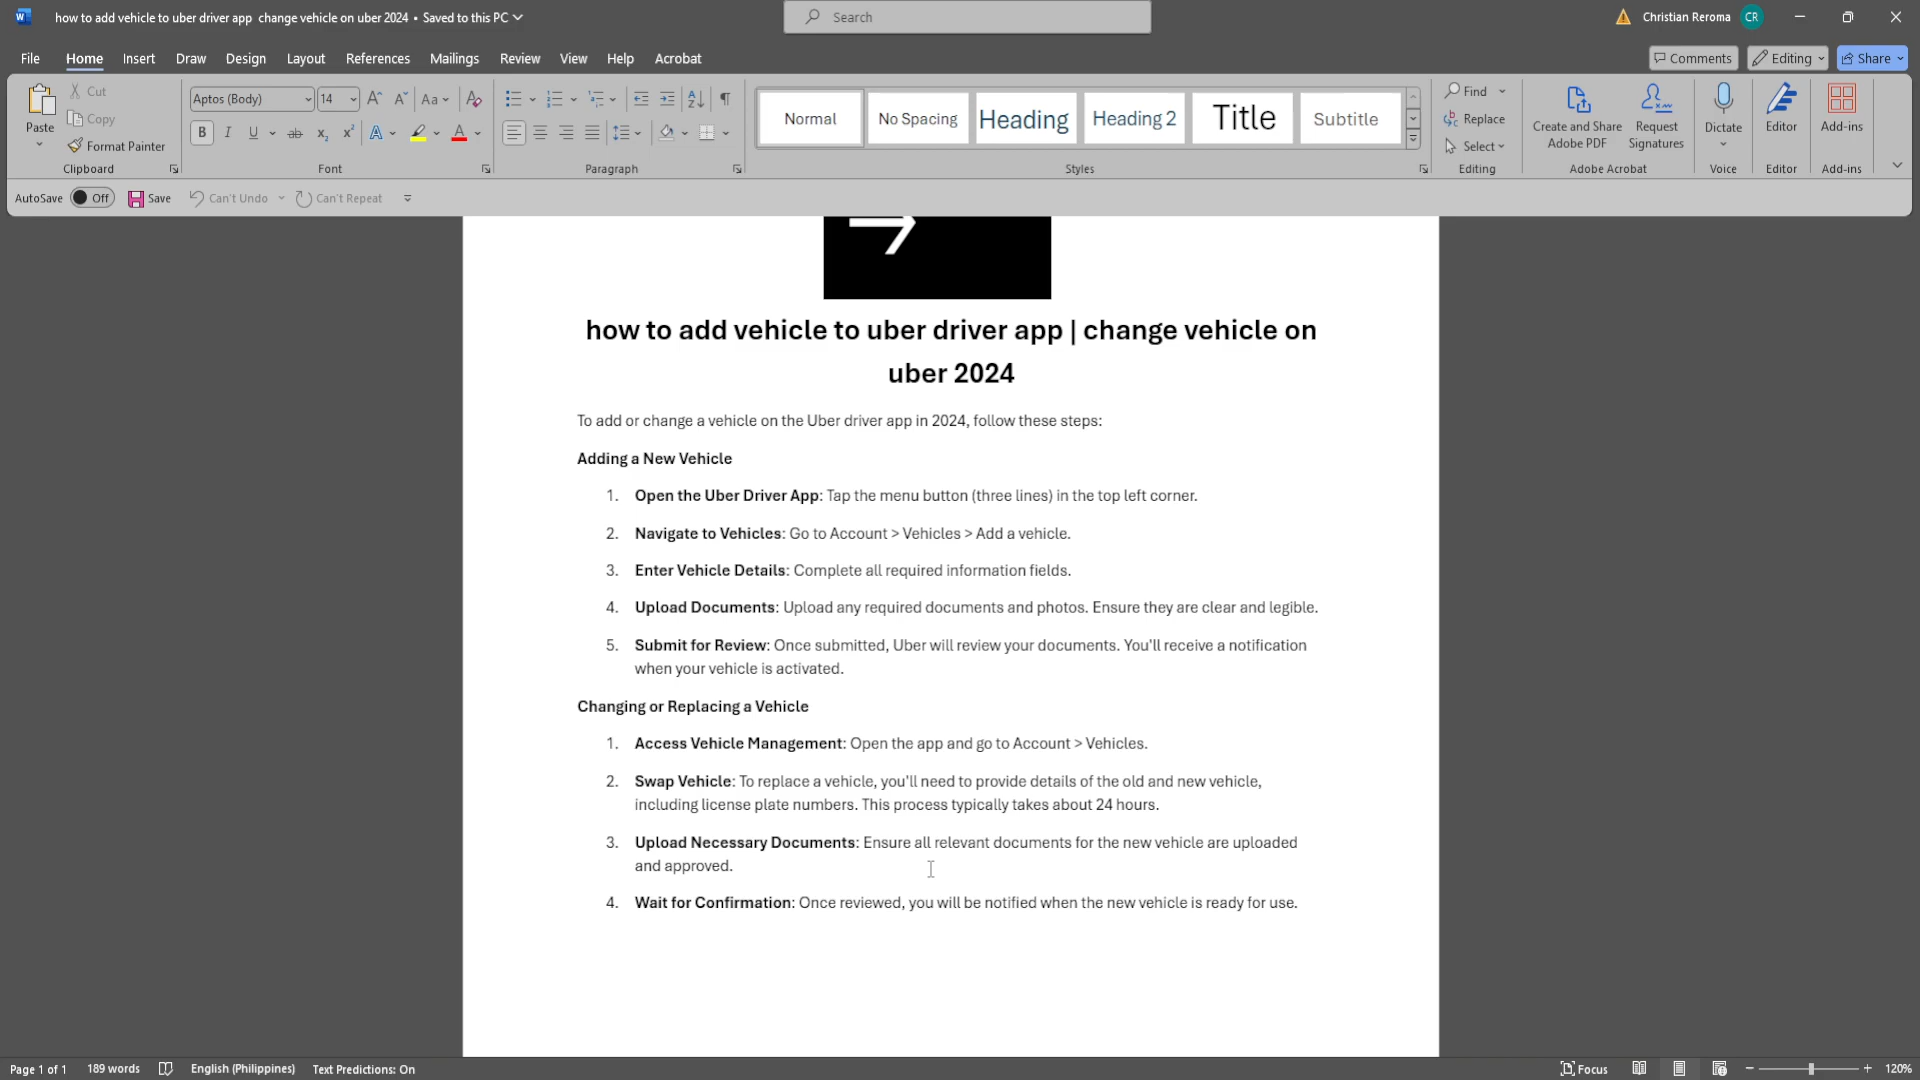 how to add vehicle to uber driver app  change vehicle on uber 2024 • Saved to this PC
Search
Christian Reroma
CR
File
Home
Insert
Draw
Design
Layout
References
Mailings
Review
View
Help
Acrobat
Comments
Editing
Share
Paste
Cut
Copy
Format Painter
Clipboard
Aptos (Body)
14
Font
Paragraph
Normal
No Spacing
Heading
Heading 2
Title
Subtitle
Styles
Find
Replace
Select
Editing
Create and Share
Adobe PDF
Request
Signatures
Adobe Acrobat
Dictate
Voice
Editor
Editor
Add-ins
Add-ins
AutoSave
Off
Save
Can't Undo
Can't Repeat
how to add vehicle to uber driver app | change vehicle on
uber 2024
To add or change a vehicle on the Uber driver app in 2024, follow these steps:
Adding a New Vehicle
1. Open the Uber Driver App: Tap the menu button (three lines) in the top left corner.
2. Navigate to Vehicles: Go to Account > Vehicles > Add a vehicle.
3. Enter Vehicle Details: Complete all required information fields.
4. Upload Documents: Upload any required documents and photos. Ensure they are clear and legible.
5. Submit for Review: Once submitted, Uber will review your documents. You'll receive a notification
when your vehicle is activated.
Changing or Replacing a Vehicle
1. Access Vehicle Management: Open the app and go to Account > Vehicles.
2. Swap Vehicle: To replace a vehicle, you'll need to provide details of the old and new vehicle,
including license plate numbers. This process typically takes about 24 hours.
3. Upload Necessary Documents: Ensure all relevant documents for the new vehicle are uploaded
and approved.
4. Wait for Confirmation: Once reviewed, you will be notified when the new vehicle is ready for use.
Page 1 of 1
189 words
English (Philippines)
Text Predictions: On
Focus
120%